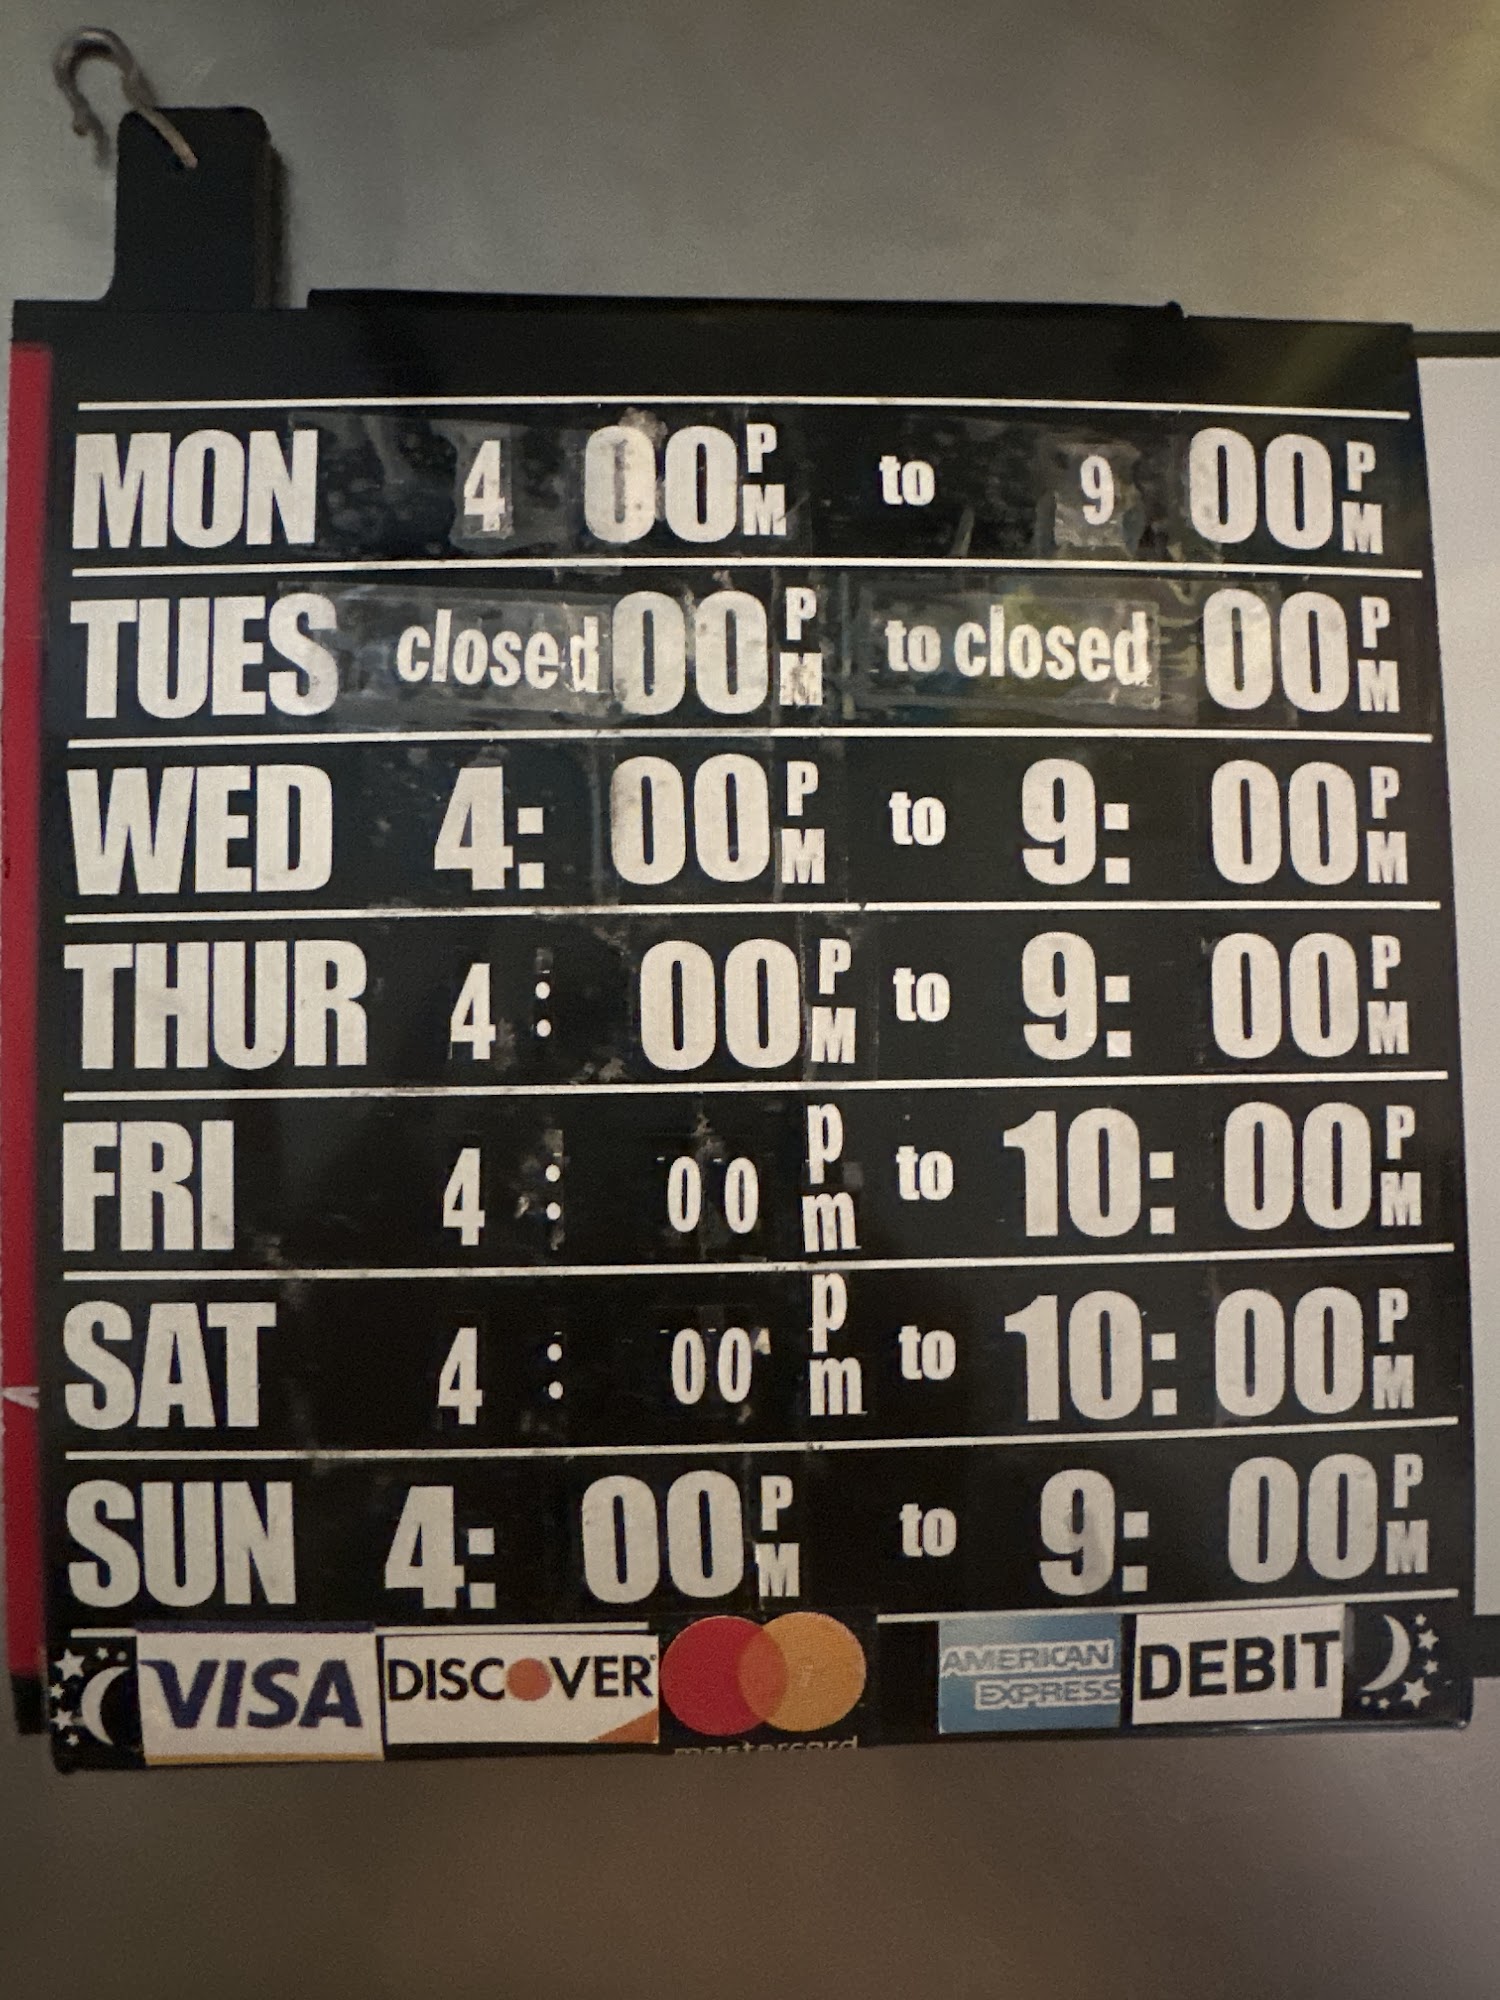 MON 4 00 PM to 9 00 PM
TUES closed 00 PM to closed 00 PM
WED 4: 00 PM to 9: 00 PM
THUR 4 : 00 PM to 9: 00 PM
FRI 4 : 00 pm to 10: 00 PM
SAT 4 : 00 pm to 10: 00 PM
SUN 4: 00 PM to 9: 00 PM
VISA DISCOVER mastercard AMERICAN EXPRESS DEBIT